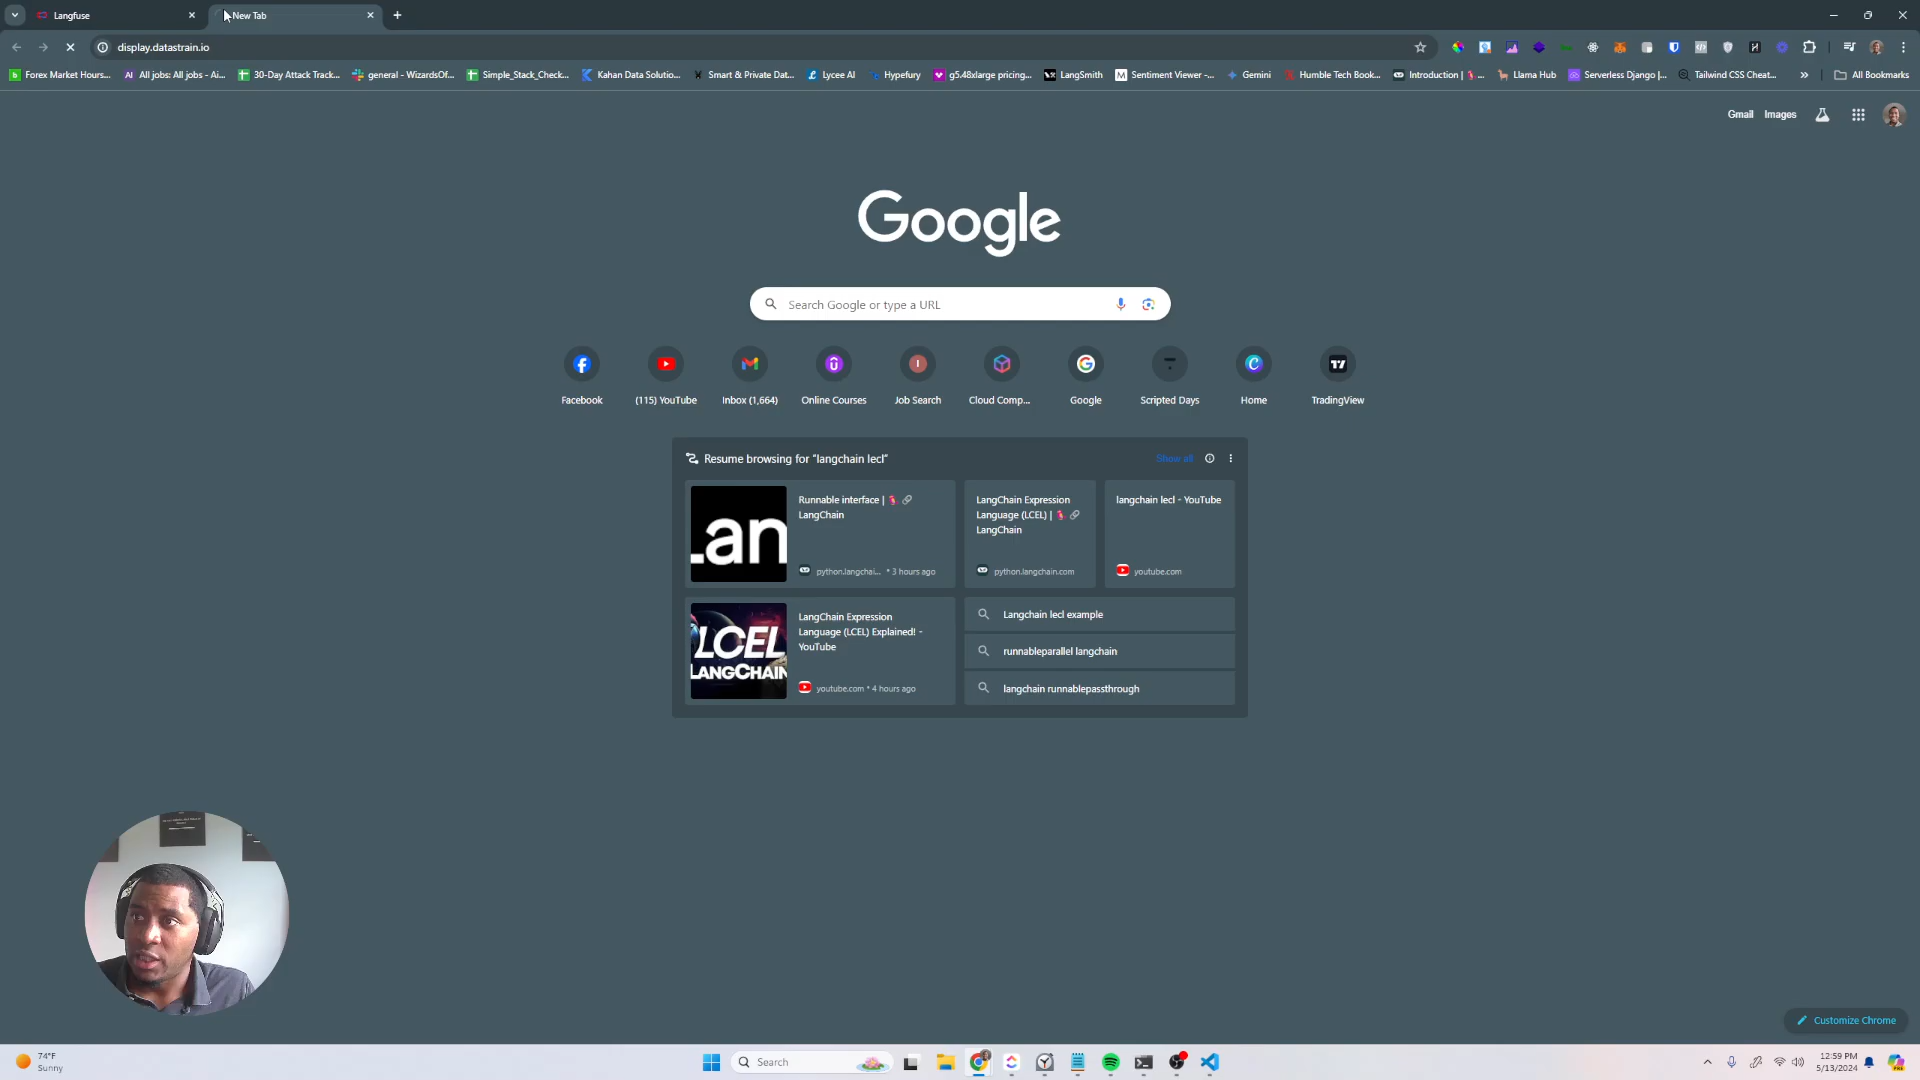 Langfuse
New Tab
display.datastrain.io
Forex Market Hours...
All jobs: All jobs - Ai...
30-Day Attack Track...
general - WizardsOf...
Simple_Stack_Check...
Kahan Data Solutio...
Smart & Private Dat...
Lycee AI
Hypefury
g5.48xlarge pricing...
LangSmith
Sentiment Viewer -...
Gemini
Humble Tech Book...
Introduction | ...
Llama Hub
Serverless Django |...
Tailwind CSS Cheat...
All Bookmarks
Gmail
Images
Google
Search Google or type a URL
Facebook
(115) YouTube
Inbox (1,664)
Online Courses
Job Search
Cloud Comp...
Google
Scripted Days
Home
TradingView
Resume browsing for “langchain lecl”
Show all
an
Runnable interface |
LangChain
python.langchai... • 3 hours ago
LangChain Expression
Language (LCEL) |
LangChain
python.langchain.com
langchain lecl - YouTube
youtube.com
LCEL
LANGCHAIN
LangChain Expression
Language (LCEL) Explained! -
YouTube
youtube.com • 4 hours ago
Langchain lecl example
runnableparallel langchain
langchain runnablepassthrough
Customize Chrome
74°F
Sunny
Search
12:59 PM
5/13/2024